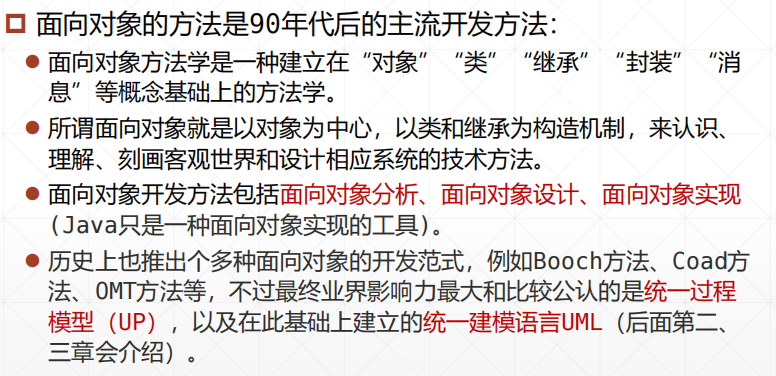 面向对象的方法是90年代后的主流开发方法：
面向对象方法学是一种建立在“对象”“类”“继承”“封装”“消
息”等概念基础上的方法学。
所谓面向对象就是以对象为中心，以类和继承为构造机制，来认识、
理解、刻画客观世界和设计相应系统的技术方法。
面向对象开发方法包括面向对象分析、面向对象设计、面向对象实现
(Java只是一种面向对象实现的工具)。
历史上也推出个多种面向对象的开发范式，例如Booch方法、Coad方
法、OMT方法等，不过最终业界影响力最大和比较公认的是统一过程
模型（UP），以及在此基础上建立的统一建模语言UML（后面第二、
三章会介绍）。